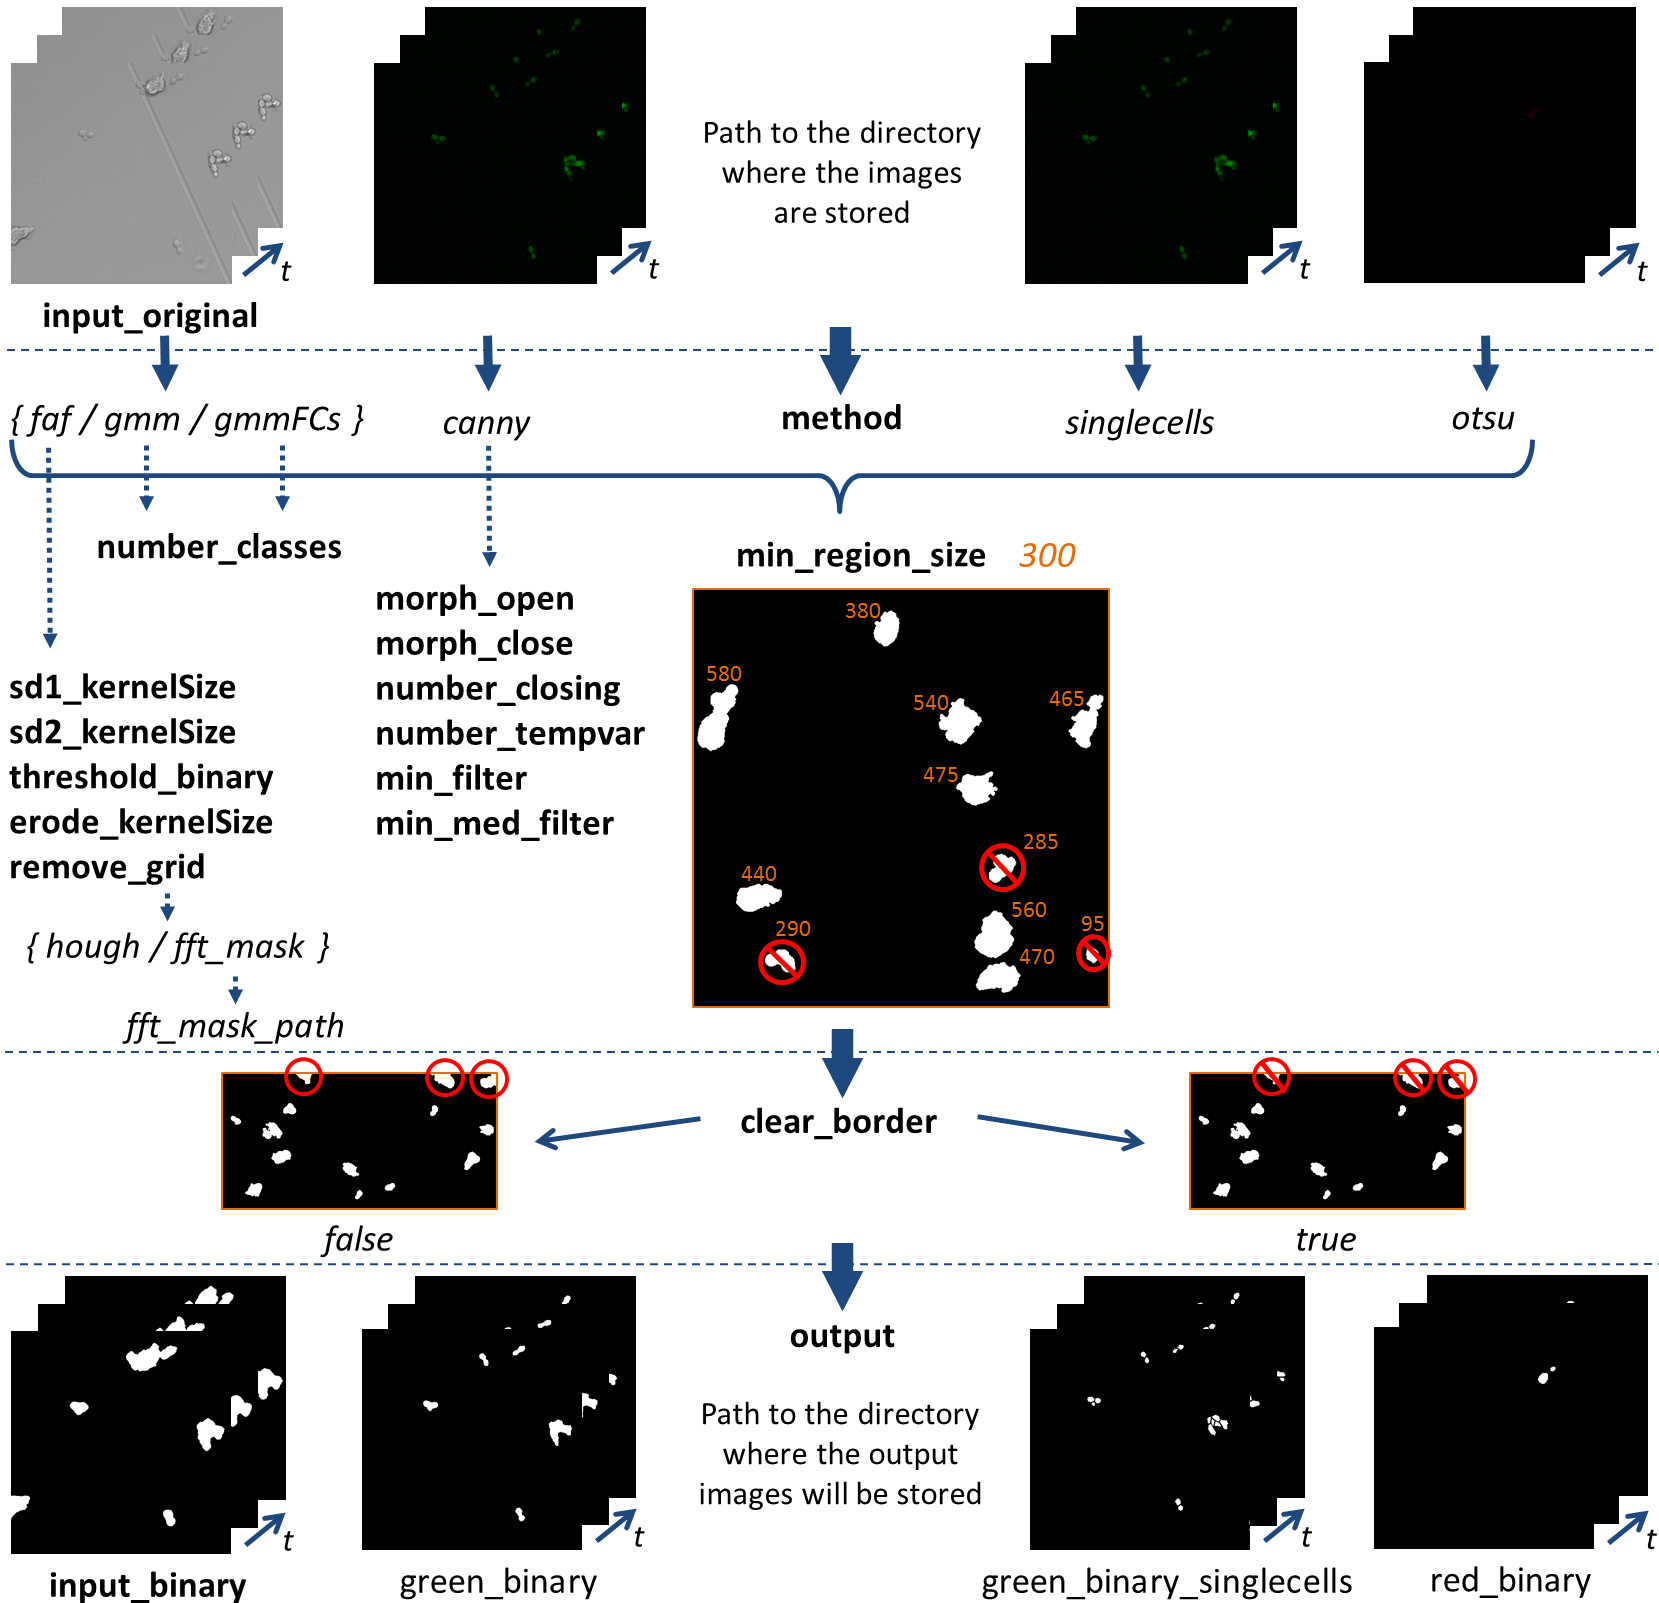 Path to the directory
where the images
are stored
t
t
t
t
input_original
{ faf / gmm / gmmFCs }
canny
method
singlecells
otsu
number_classes
min_region_size 300
morph_open
morph_close
number_closing
number_tempvar
min_filter
min_med_filter
sd1_kernelSize
sd2_kernelSize
threshold_binary
erode_kernelSize
remove_grid
{ hough / fft_mask }
fft_mask_path
380
580
540
465
475
285
440
560
290
95
470
clear_border
false
true
output
Path to the directory
where the output
images will be stored
t
t
t
t
input_binary
green_binary
green_binary_singlecells
red_binary